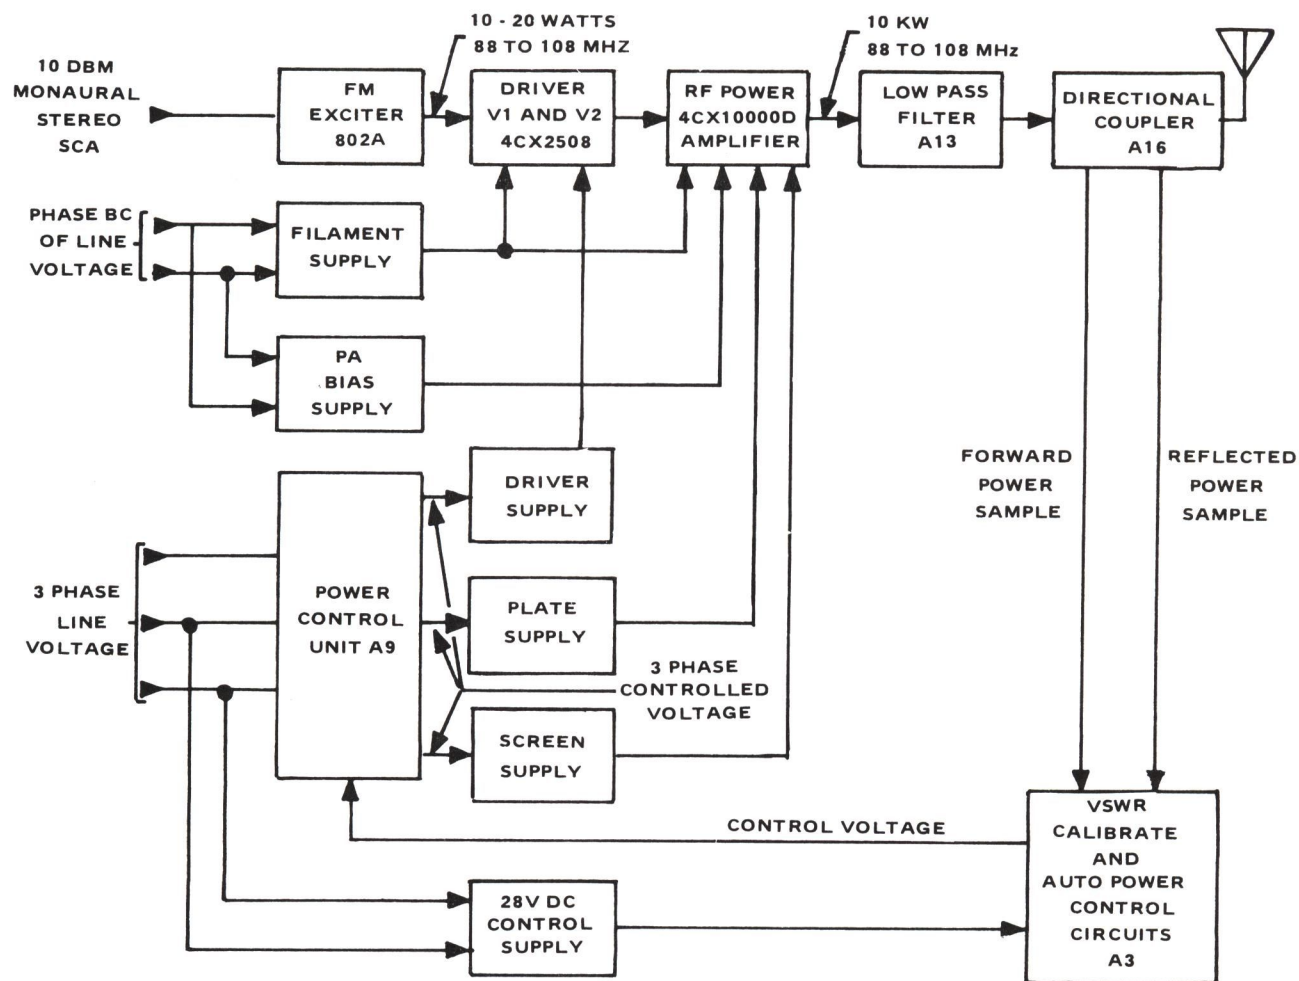 10 - 20 WATTS
88 TO 108 MHZ
10 KW
88 TO 108 MHz
10 DBM
MONAURAL
STEREO
SCA
FM
EXCITER
802A
DRIVER
V1 AND V2
4CX2508
RF POWER
4CX10000D
AMPLIFIER
LOW PASS
FILTER
A13
DIRECTIONAL
COUPLER
A16
PHASE BC
OF LINE
VOLTAGE
FILAMENT
SUPPLY
PA
BIAS
SUPPLY
DRIVER
SUPPLY
FORWARD
POWER
SAMPLE
REFLECTED
POWER
SAMPLE
3 PHASE
LINE
VOLTAGE
POWER
CONTROL
UNIT A9
PLATE
SUPPLY
3 PHASE
CONTROLLED
VOLTAGE
SCREEN
SUPPLY
CONTROL VOLTAGE
VSWR
CALIBRATE
AND
AUTO POWER
CONTROL
CIRCUITS
A3
28V DC
CONTROL
SUPPLY